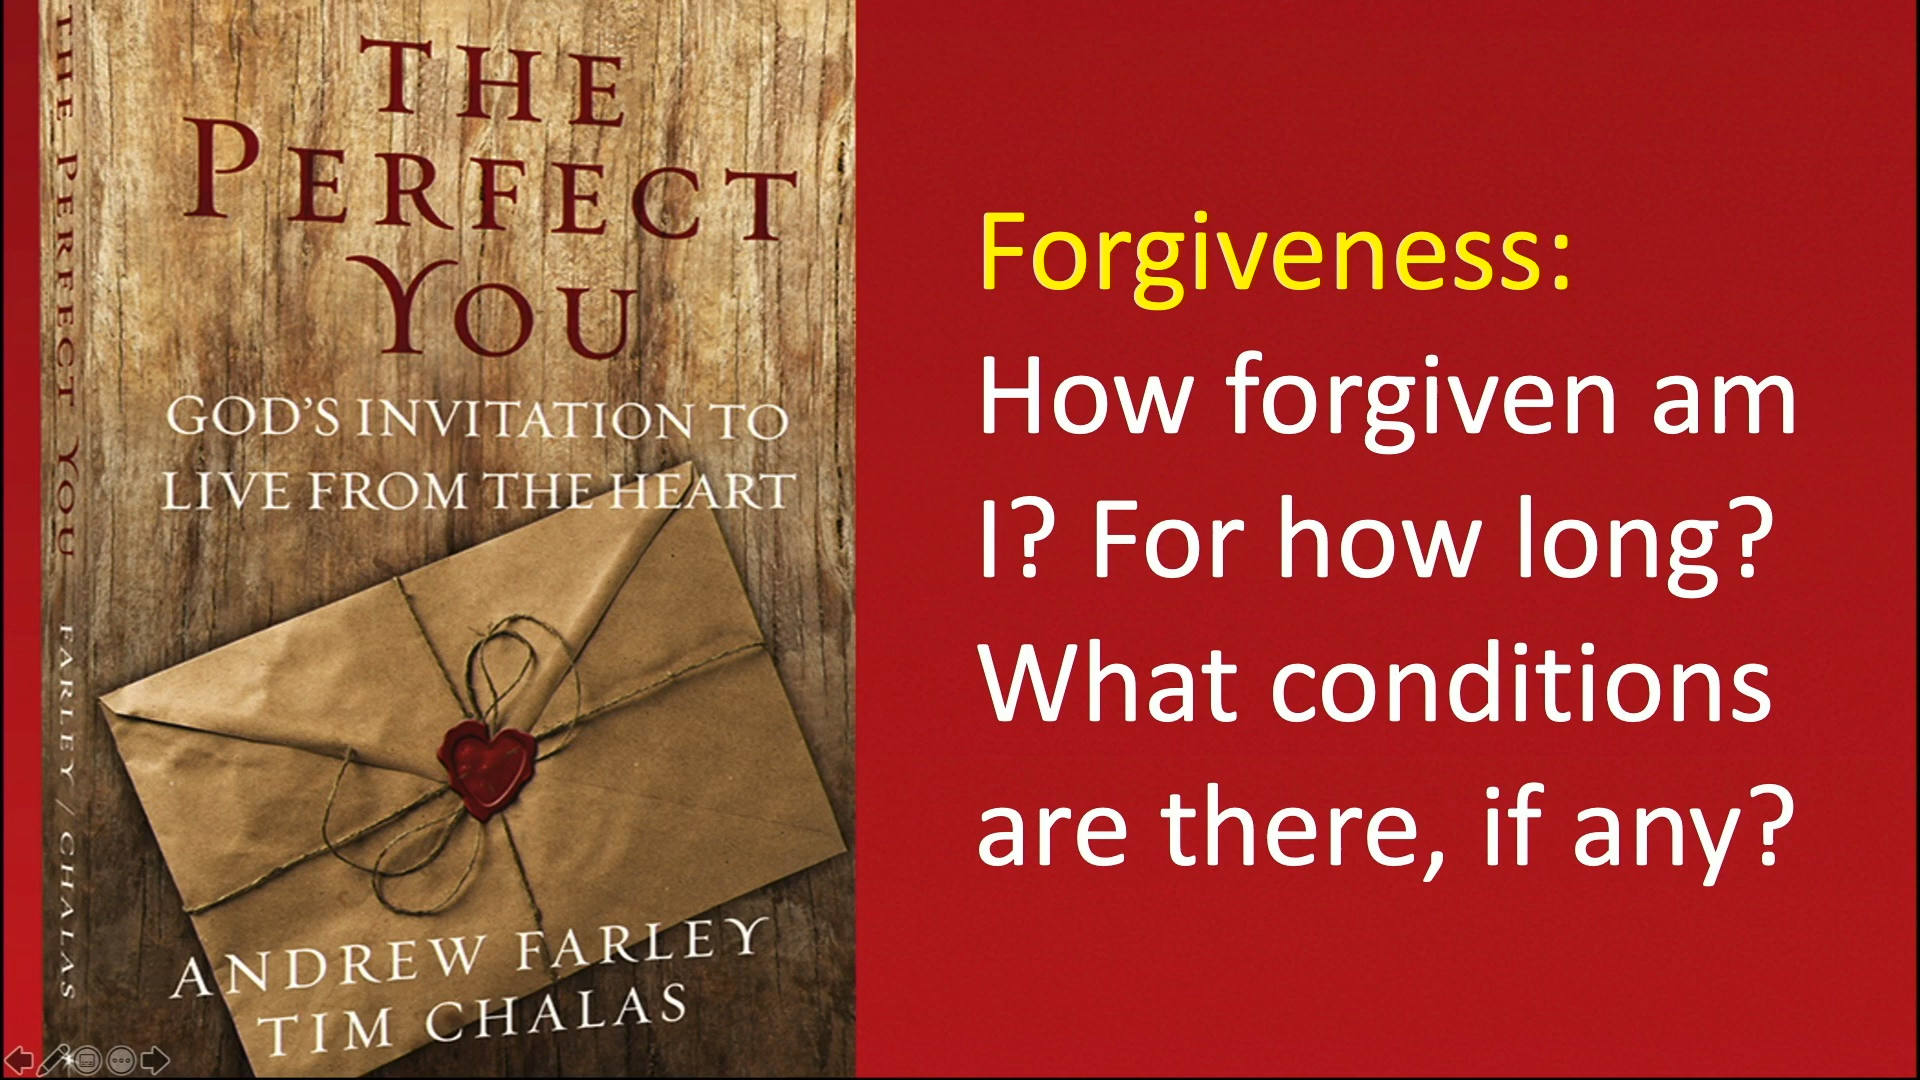 THE PERFECT YOU FARLEY / CHALAS
THE
PERFECT
YOU
GOD'S INVITATION TO
LIVE FROM THE HEART
ANDREW FARLEY
TIM CHALAS
Forgiveness:
How forgiven am
I? For how long?
What conditions
are there, if any?